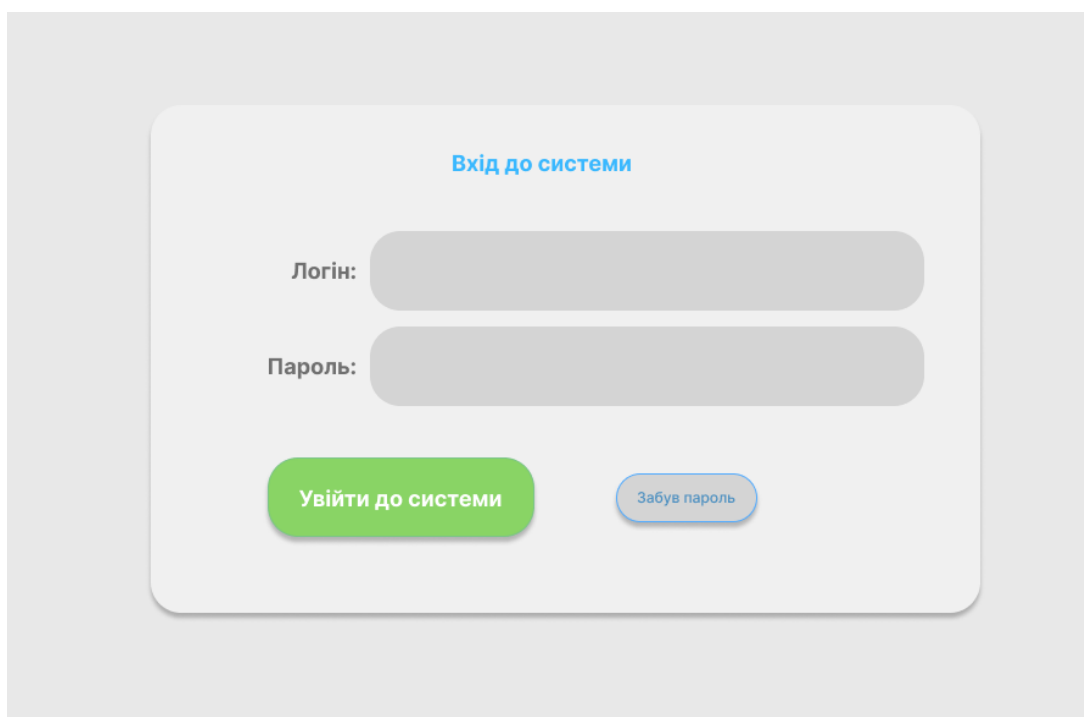 Вхід до системи
Логін:
Пароль:
Увійти до системи
Забув пароль